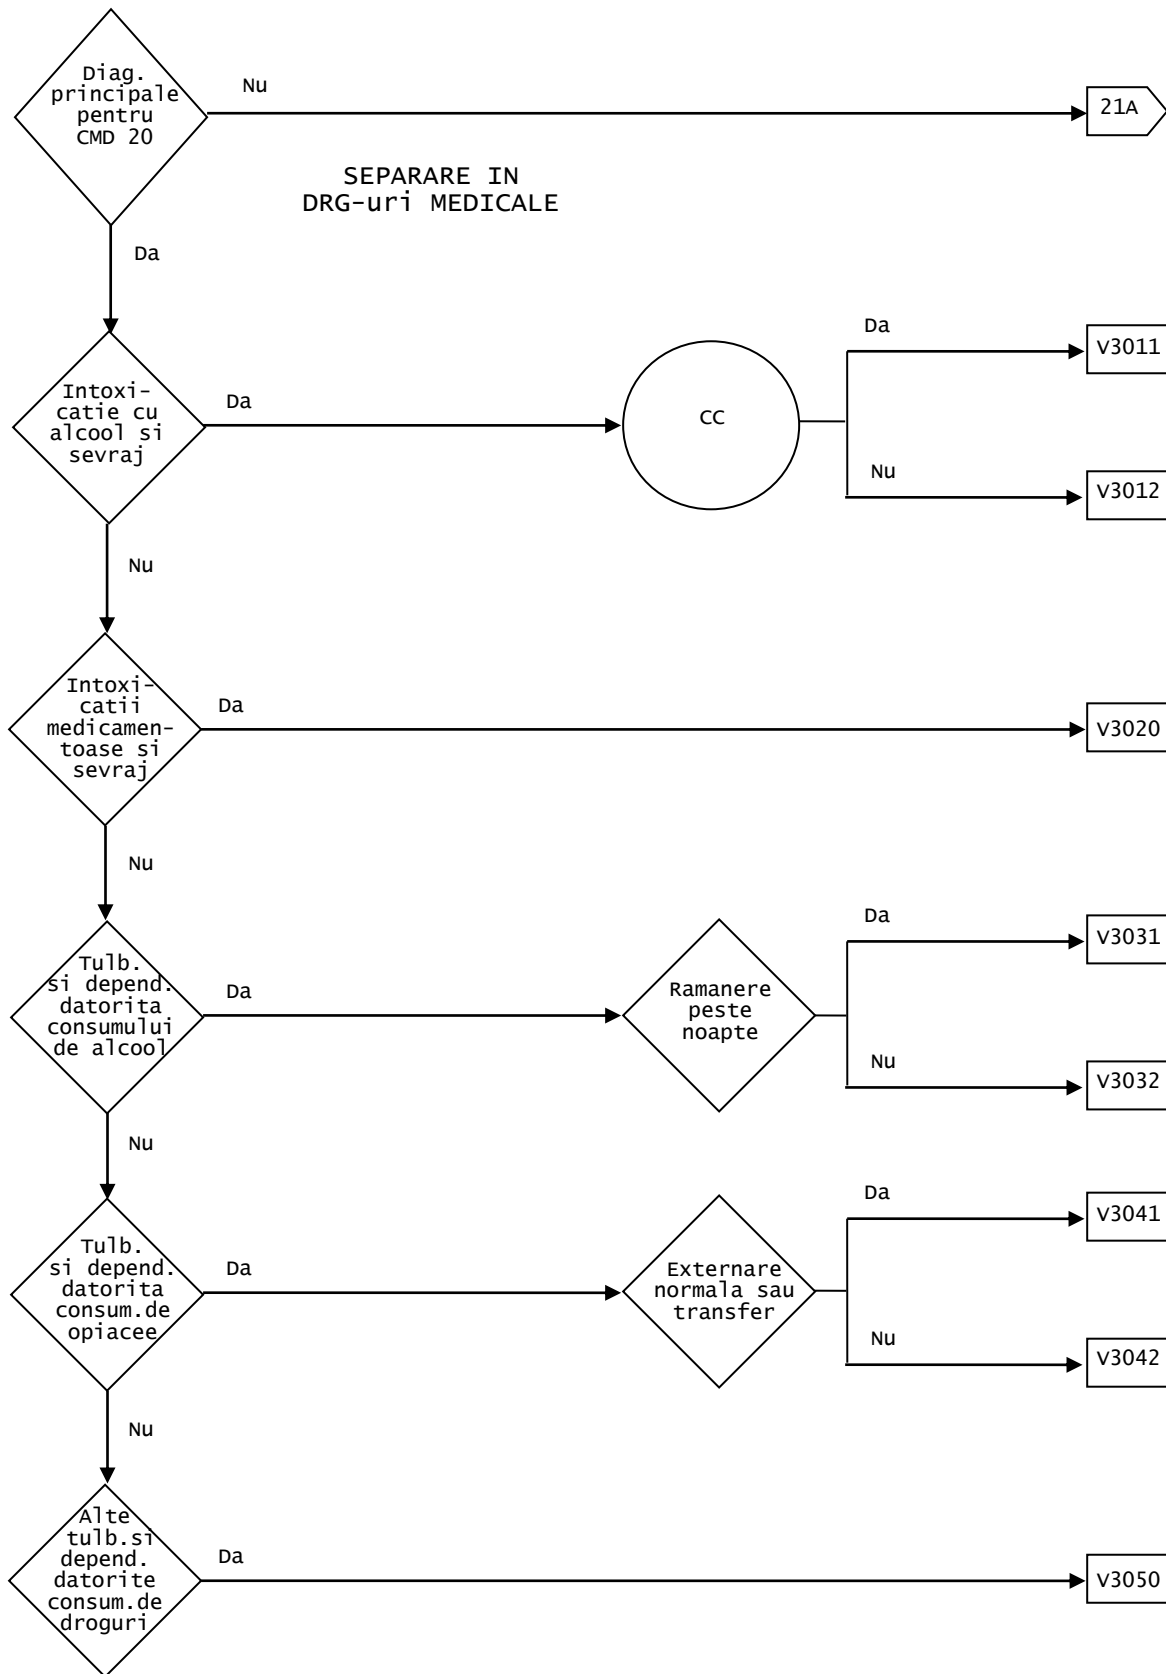 Diag.
principale
pentru
CMD 20
Nu
21A
SEPARARE IN
DRG-uri MEDICALE
Da
Intoxi-
catie cu
alcool si
sevraj
Da
CC
Da
V3011
Nu
V3012
Nu
Intoxi-
catii
medicamen-
toase si
sevraj
Da
V3020
Nu
Tulb.
si depend.
datorita
consumului
de alcool
Da
Ramanere
peste
noapte
Da
V3031
Nu
V3032
Nu
Tulb.
si depend.
datorita
consum.de
opiacee
Da
Externare
normala sau
transfer
Da
V3041
Nu
V3042
Nu
Alte
tulb.si
depend.
datorite
consum.de
droguri
Da
V3050